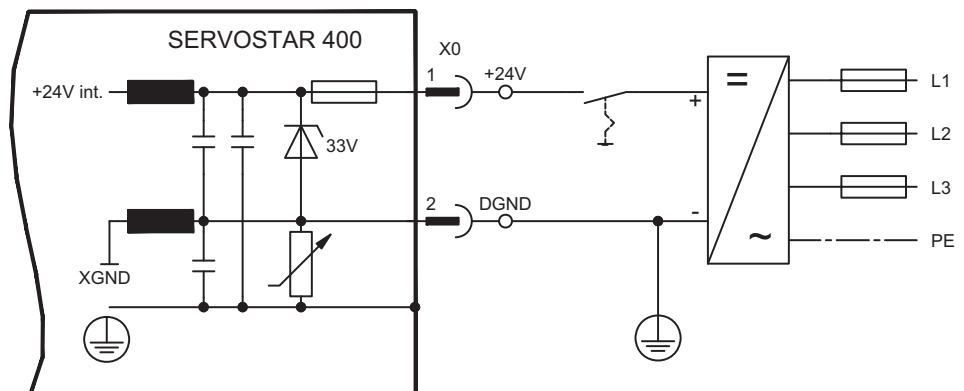 SERVOSTAR 400
X0
+24V int.
1
+24V
33V
2
DGND
XGND
+
-
=
~
L1
L2
L3
PE